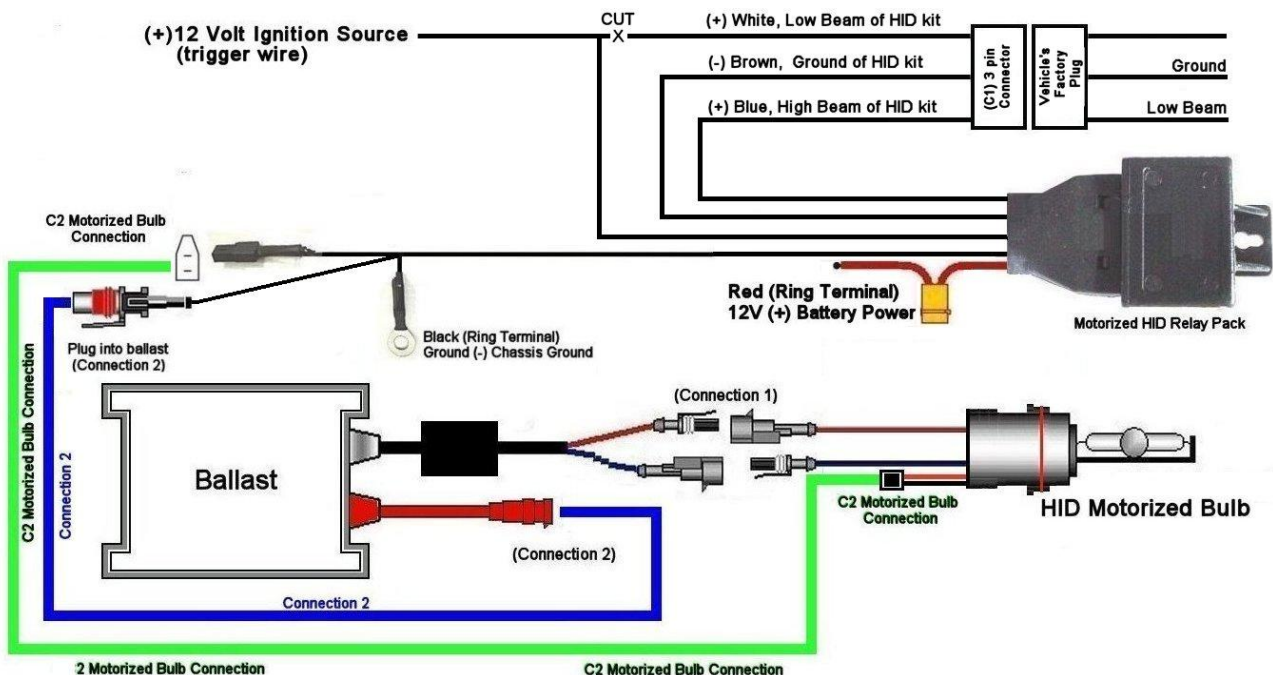 CUT
X
(+) White, Low Beam of HID kit
(+)12 Volt Ignition Source
(trigger wire)
(-) Brown, Ground of HID kit
(+) Blue, High Beam of HID kit
(C1) 3 pin
Connector
Vehicle's
Factory
Plug
Ground
Low Beam
C2 Motorized Bulb
Connection
Red (Ring Terminal)
12V (+) Battery Power
Motorized HID Relay Pack
Black (Ring Terminal)
Ground (-) Chassis Ground
Plug into ballast
(Connection 2)
C2 Motorized Bulb Connection
Connection 2
(Connection 1)
Ballast
C2 Motorized Bulb
Connection
HID Motorized Bulb
(Connection 2)
Connection 2
2 Motorized Bulb Connection
C2 Motorized Bulb Connection